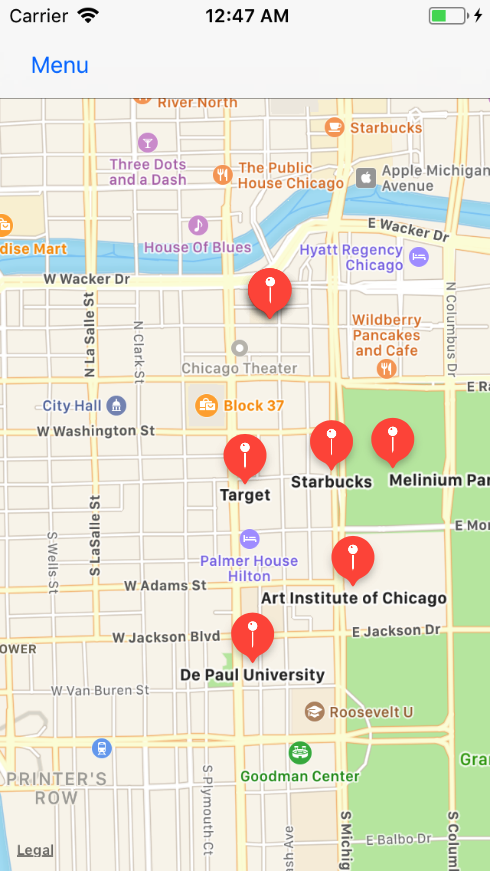 Carrier 12:47 AM
Menu
River North
Starbucks
Three Dots
and a Dash
The Public
House Chicago
Apple Michigan
Avenue
E Wacker Dr
House Of Blues
dise Mart
Hyatt Regency
Chicago
W Wacker Dr
N La Salle St
N Clark St
N Columbus Dr
Wildberry
Pancakes
and Cafe
Chicago Theater
E Ra
City Hall
Block 37
W Washington St
Target
Starbucks
Melinium Par
S LaSalle St
S Wells St
E Mon
Palmer House
Hilton
W Adams St
Art Institute of Chicago
W Jackson Blvd
E Jackson Dr
OWER
De Paul University
W Van Buren St
Roosevelt U
Goodman Center
Gran
PRINTER'S
ROW
S Plymouth Ct
sh Ave
S Michig
S Colum
E Balbo Dr
Legal